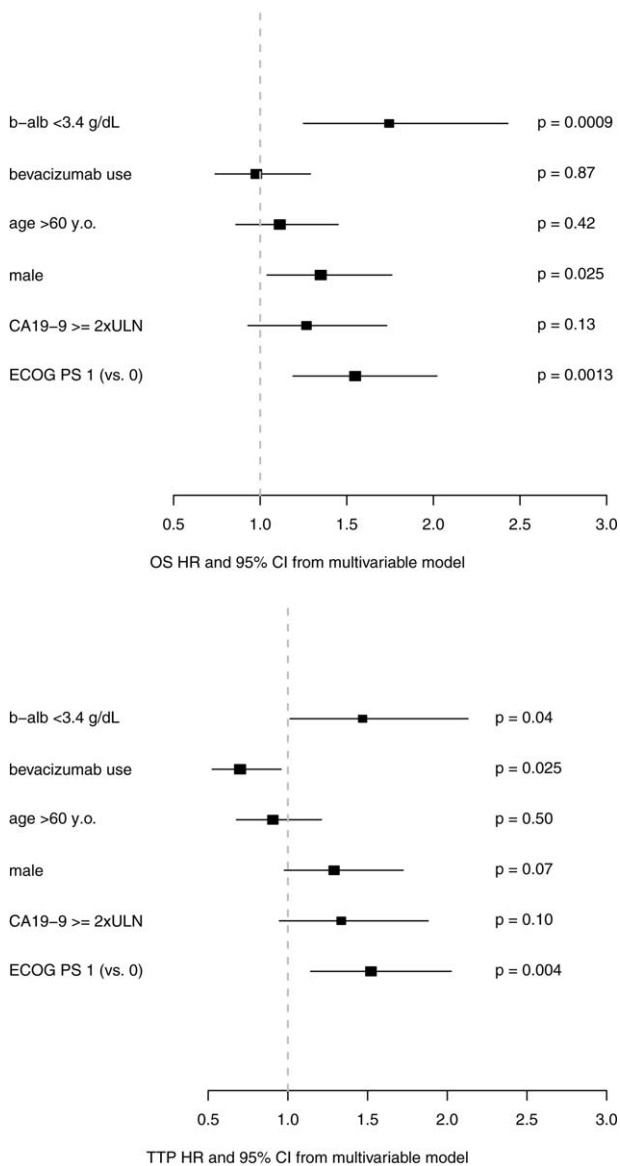 b−alb <3.4 g/dL p = 0.0009
bevacizumab use p = 0.87
age >60 y.o. p = 0.42
male p = 0.025
CA19−9 >= 2xULN p = 0.13
ECOG PS 1 (vs. 0) p = 0.0013
0.5 1.0 1.5 2.0 2.5 3.0
OS HR and 95% CI from multivariable model
b−alb <3.4 g/dL p = 0.04
bevacizumab use p = 0.025
age >60 y.o. p = 0.50
male p = 0.07
CA19−9 >= 2xULN p = 0.10
ECOG PS 1 (vs. 0) p = 0.004
0.5 1.0 1.5 2.0 2.5 3.0
TTP HR and 95% CI from multivariable model